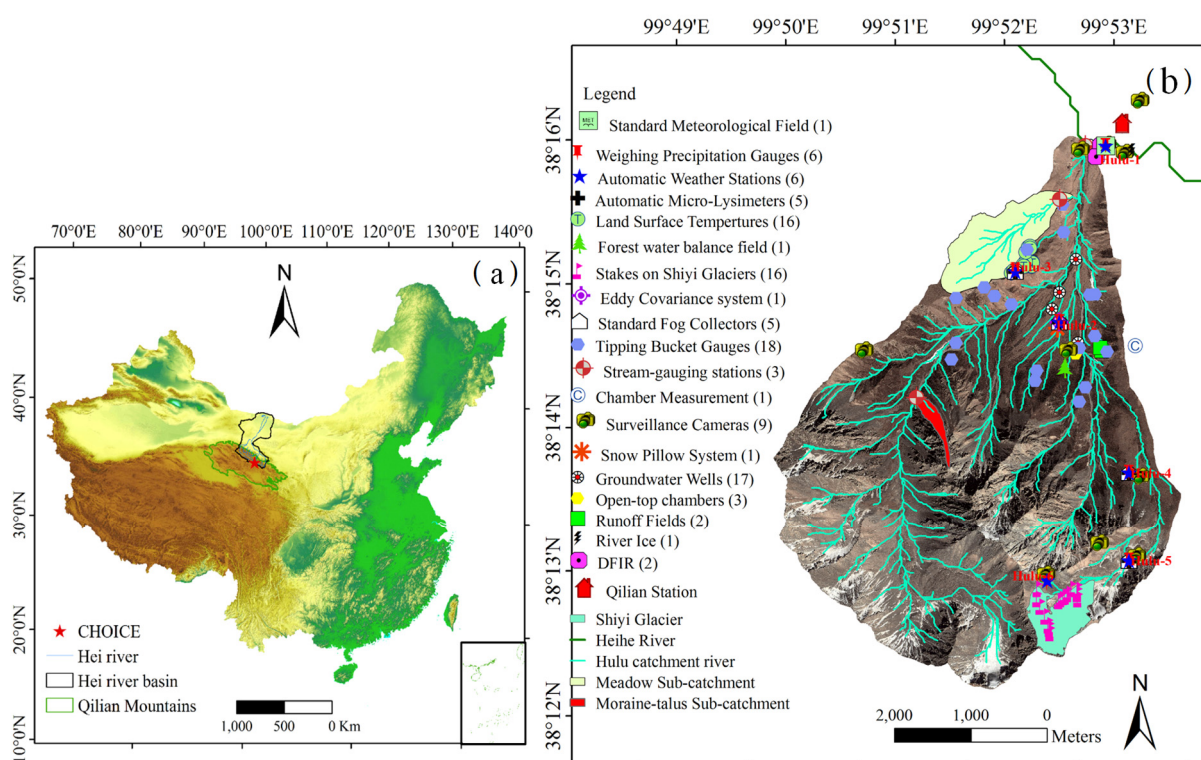 70°0'E 80°0'E 90°0'E 100°0'E 110°0'E 120°0'E 130°0'E 140°0'E
50°0'N
40°0'N
30°0'N
20°0'N
10°0'N
(a)
N
CHOICE
Hei river
Hei river basin
Qilian Mountains
1,000 500 0 Km
99°49'E 99°50'E 99°51'E 99°52'E 99°53'E
38°16'N
38°15'N
38°14'N
38°13'N
38°12'N
(b)
Legend
MET Standard Meteorological Field (1)
Weighing Precipitation Gauges (6)
Automatic Weather Stations (6)
Automatic Micro-Lysimeters (5)
T Land Surface Tempertures (16)
Forest water balance field (1)
Stakes on Shiyi Glaciers (16)
Eddy Covariance system (1)
Standard Fog Collectors (5)
Tipping Bucket Gauges (18)
Stream-gauging stations (3)
© Chamber Measurement (1)
Surveillance Cameras (9)
Snow Pillow System (1)
Groundwater Wells (17)
Open-top chambers (3)
Runoff Fields (2)
River Ice (1)
DFIR (2)
Qilian Station
Shiyi Glacier
Heihe River
Hulu catchment river
Meadow Sub-catchment
Moraine-talus Sub-catchment
Hulu-1
Hulu-3
©
Hulu-4
Hulu-5
N
2,000 1,000 0
Meters